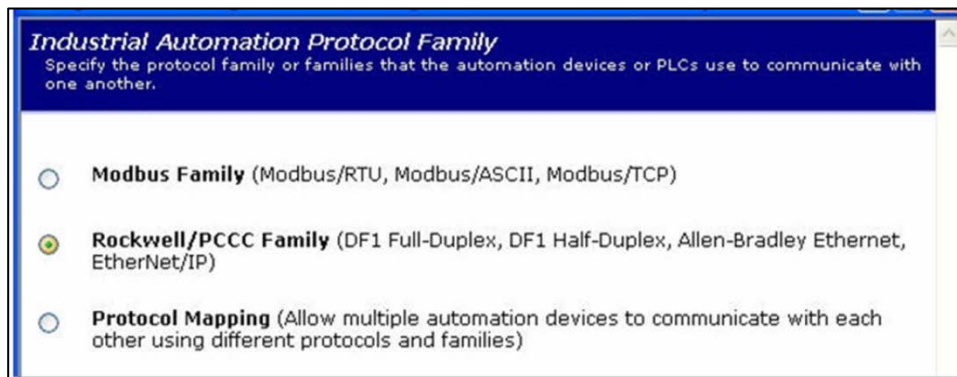 Industrial Automation Protocol Family
Specify the protocol family or families that the automation devices or PLCs use to communicate with
one another.
Modbus Family (Modbus/RTU, Modbus/ASCII, Modbus/TCP)
Rockwell/PCCC Family (DF1 Full-Duplex, DF1 Half-Duplex, Allen-Bradley Ethernet,
EtherNet/IP)
Protocol Mapping (Allow multiple automation devices to communicate with each
other using different protocols and families)